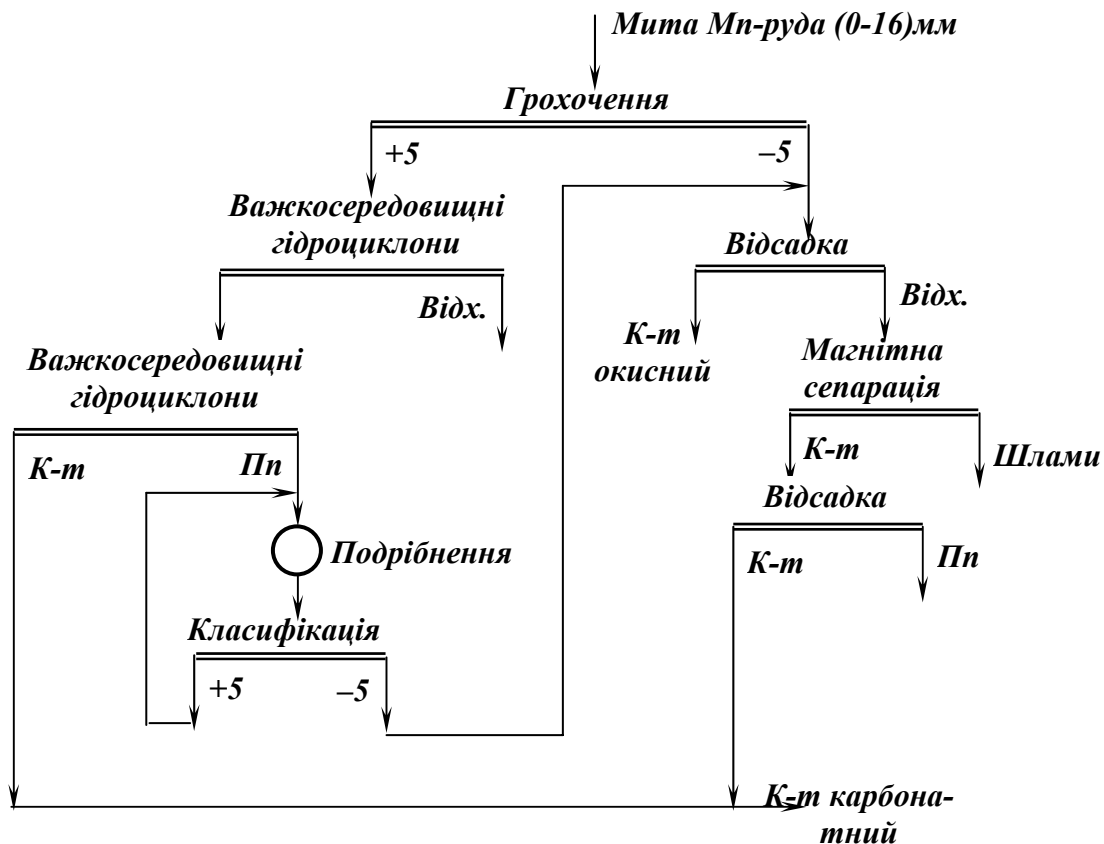 Мита Мп-руда (0-16)мм
Грохочення
+5
–5
Важкосередовищні
гідроциклони
Відсадка
Відх.
Відх.
К-т
окисний
Важкосередовищні
гідроциклони
Магнітна
сепарація
К-т
Пп
К-т
Шлами
Відсадка
Подрібнення
К-т
Пп
Класифікація
+5
–5
К-т карбона-
тний